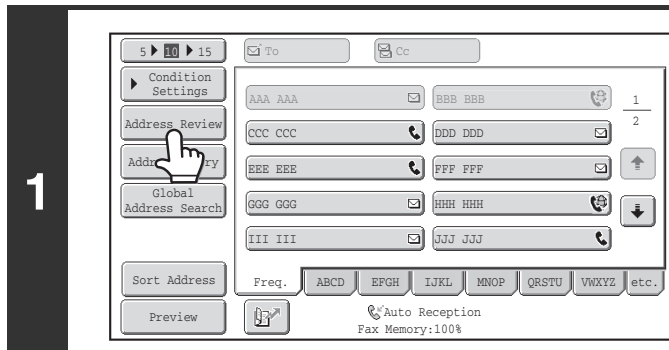 1
5 10 15
To
Cc
Condition
Settings
Address Review
Global
Address Search
Sort Address
Preview
AAA AAA
BBB BBB
CCC CCC
DDD DDD
EEE EEE
FFF FFF
GGG GGG
HHH HHH
III III
JJJ JJJ
1
2
Freq.
ABCD
EFGH
IJKL
MNOP
QRSTU
VWXYZ
etc.
Auto Reception
Fax Memory:100%